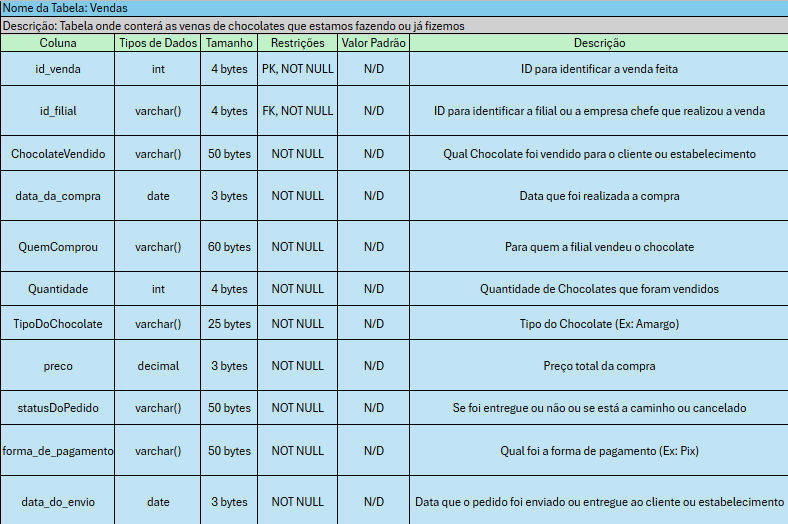 Nome da Tabela: Vendas
Descrição: Tabela onde conterá as vengs de chocolates que estamos fazendo ou já fizemos
Coluna Tipos de Dados Tamanho Restrições Valor Padrão Descrição
id_venda int 4 bytes PK, NOT NULL N/D ID para identificar a venda feita
id_filial varchar() 4 bytes FK, NOT NULL N/D ID para identificar a filial ou a empresa chefe que realizou a venda
ChocolateVendido varchar() 50 bytes NOT NULL N/D Qual Chocolate foi vendido para o cliente ou estabelecimento
data_da_compra date 3 bytes NOT NULL N/D Data que foi realizada a compra
QuemComprou varchar() 60 bytes NOT NULL N/D Para quem a filial vendeu o chocolate
Quantidade int 4 bytes NOT NULL N/D Quantidade de Chocolates que foram vendidos
TipoDoChocolate varchar() 25 bytes NOT NULL N/D Tipo do Chocolate (Ex: Amargo)
preco decimal 3 bytes NOT NULL N/D Preço total da compra
statusDoPedido varchar() 50 bytes NOT NULL N/D Se foi entregue ou não ou se está a caminho ou cancelado
forma_de_pagamento varchar() 50 bytes NOT NULL N/D Qual foi a forma de pagamento (Ex: Pix)
data_do_envio date 3 bytes NOT NULL N/D Data que o pedido foi enviado ou entregue ao cliente ou estabelecimento